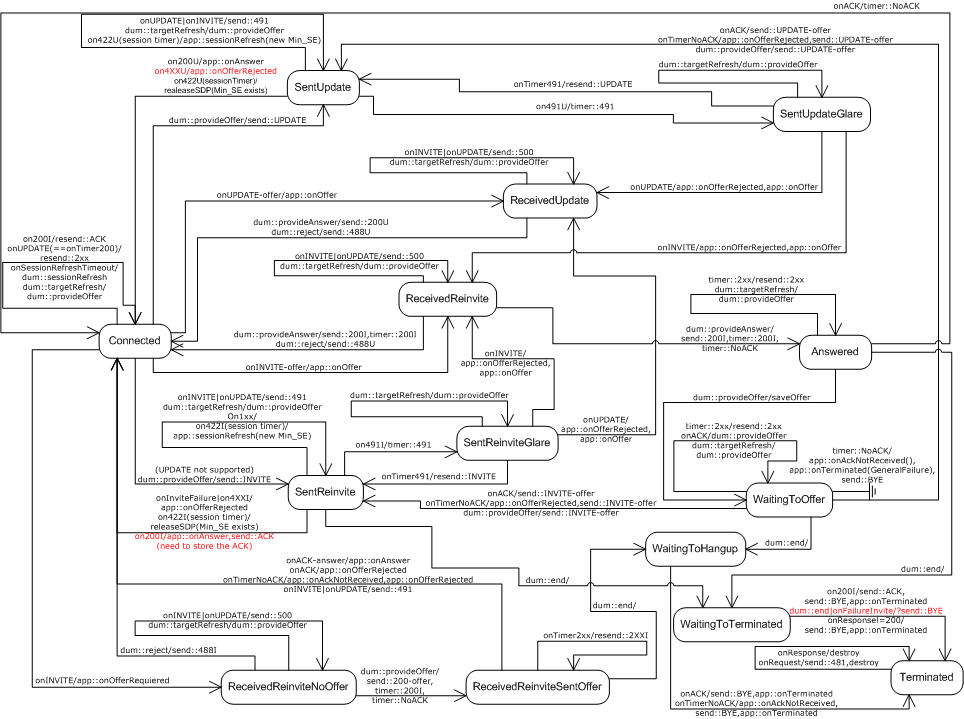 onACK/timer::NoACK
onUPDATE|onINVITE/send::491
dum::targetRefresh/dum::provideOffer
on422U(session timer)/app::sessionRefresh(new Min_SE)
onACK/send::UPDATE-offer
onTimerNoACK/app::onOfferRejected,send::UPDATE-offer
dum::provideOffer/send::UPDATE-offer
on200U/app::onAnswer
on4XXU/app::onOfferRejected
on422U(sessionTimer)/
realeaseSDP(Min_SE exists)
SentUpdate
dum::targetRefresh/dum::provideOffer
onTimer491/resend::UPDATE
on491U/timer::491
SentUpdateGlare
dum::provideOffer/send::UPDATE
onINVITE|onUPDATE/send::500
dum::targetRefresh/dum::provideOffer
onUPDATE/app::onOfferRejected,app::onOffer
onUPDATE-offer/app::onOffer
ReceivedUpdate
dum::provideAnswer/send::200U
dum::reject/send::488U
onINVITE/app::onOfferRejected,app::onOffer
on200I/resend::ACK
onUPDATE(==onTimer200)/
resend::2xx
onSessionRefreshTimeout/
dum::sessionRefresh
dum::targetRefresh/
dum::provideOffer
onINVITE|onUPDATE/send::500
dum::targetRefresh/dum::provideOffer
ReceivedReinvite
timer::2xx/resend::2xx
dum::targetRefresh/
dum::provideOffer
Connected
dum::provideAnswer/send::200I,timer::200I
dum::reject/send::488U
dum::provideAnswer/
send::200I,timer::200I,
timer::NoACK
Answered
onINVITE-offer/app::onOffer
onINVITE/
app::onOfferRejected,
app::onOffer
onINVITE|onUPDATE/send::491
dum::targetRefresh/dum::provideOffer
On1xx/
on422I(session timer)/
app::sessionRefresh(new Min_SE)
dum::targetRefresh/dum::provideOffer
dum::provideOffer/saveOffer
onUPDATE/
app::onOfferRejected,
app::onOffer
timer::2xx/resend::2xx
onACK/dum::provideOffer
dum::targetRefresh/
dum::provideOffer
on491I/timer::491
SentReinviteGlare
timer::NoACK/
app::onAckNotReceived(),
app::onTerminated(GeneralFailure),
send::BYE
(UPDATE not supported)
dum::provideOffer/send::INVITE
onTimer491/resend::INVITE
SentReinvite
onACK/send::INVITE-offer
onTimerNoACK/app::onOfferRejected,send::INVITE-offer
dum::provideOffer/send::INVITE-offer
WaitingToOffer
onInviteFailure|on4XXI/
app::onOfferRejected
on422I(session timer)/
releaseSDP(Min_SE exists)
on200I/app::onAnswer,send::ACK
(need to store the ACK)
dum::end/
WaitingToHangup
onACK-answer/app::onAnswer
onACK/app::onOfferRejected
onTimerNoACK/app::onAckNotReceived,app::onOfferRejected
onINVITE|onUPDATE/send::491
dum::end/
dum::end/
on200I/send::ACK,
send::BYE,app::onTerminated
dum::end|onFailureInvite/?send::BYE
onResponse!=200/
send::BYE,app::onTerminated
dum::end/
WaitingToTerminated
onINVITE|onUPDATE/send::500
dum::targetRefresh/dum::provideOffer
dum::reject/send::488I
onTimer2xx/resend::2XXI
onResponse/destroy
onRequest/send::481,destroy
onINVITE/app::onOfferRequiered
ReceivedReinviteNoOffer
dum::provideOffer/
send::200-offer,
timer::200I,
timer::NoACK
ReceivedReinviteSentOffer
Terminated
onACK/send::BYE,app::onTerminated
onTimerNoACK/app::onAckNotReceived,
send::BYE,app::onTerminated